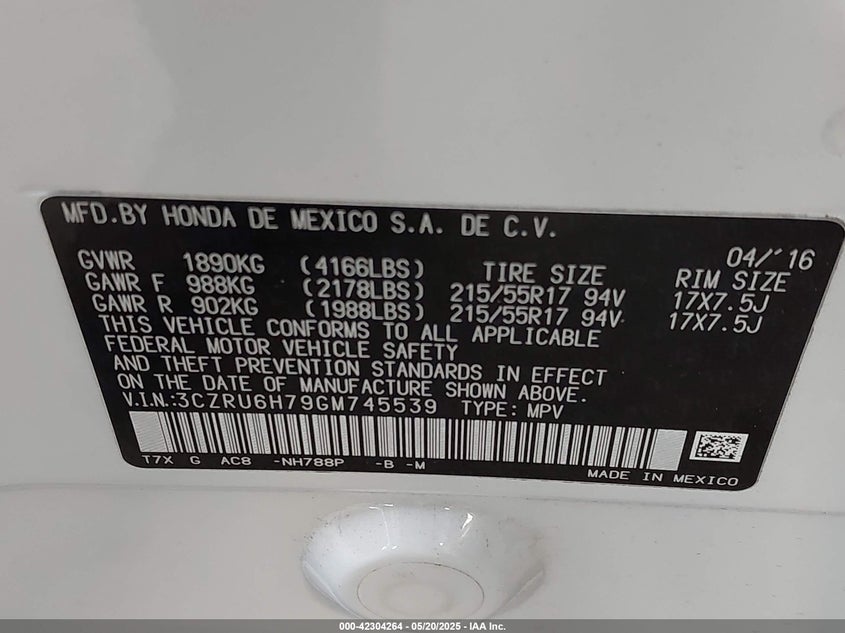 MFD.BY HONDA DE MEXICO S.A. DE C.V.
04/'16
GVWR 1890KG (4166LBS) TIRE SIZE RIM SIZE
GAWR F 988KG (2178LBS) 215/55R17 94V 17X7.5J
GAWR R 902KG (1988LBS) 215/55R17 94V 17X7.5J
THIS VEHICLE CONFORMS TO ALL APPLICABLE
FEDERAL MOTOR VEHICLE SAFETY
AND THEFT PREVENTION STANDARDS IN EFFECT
ON THE DATE OF MANUFACTURE SHOWN ABOVE.
V.I.N.:3CZRU6H79GM745539 TYPE: MPV
T7X G AC8 -NH788P -B -M
MADE IN MEXICO
000-42304264 - 05/20/2025 - IAA Inc.